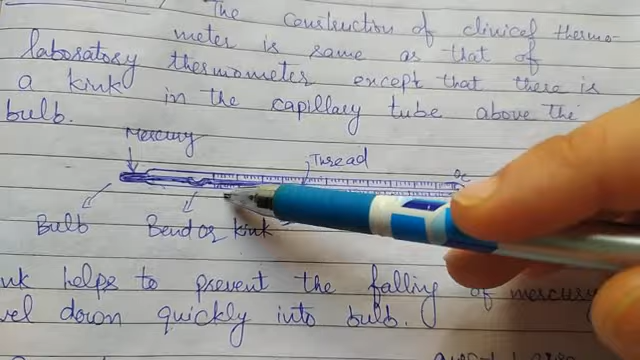 The construction of clinical thermo-
meter is same as that of
laboratory thermometer except that there is
a kink in the capillary tube above the
bulb.
Mercury
Thread
°c
Bulb
Bend or kink
nk helps to prevent the falling of mercury
vel down quickly into bulb.